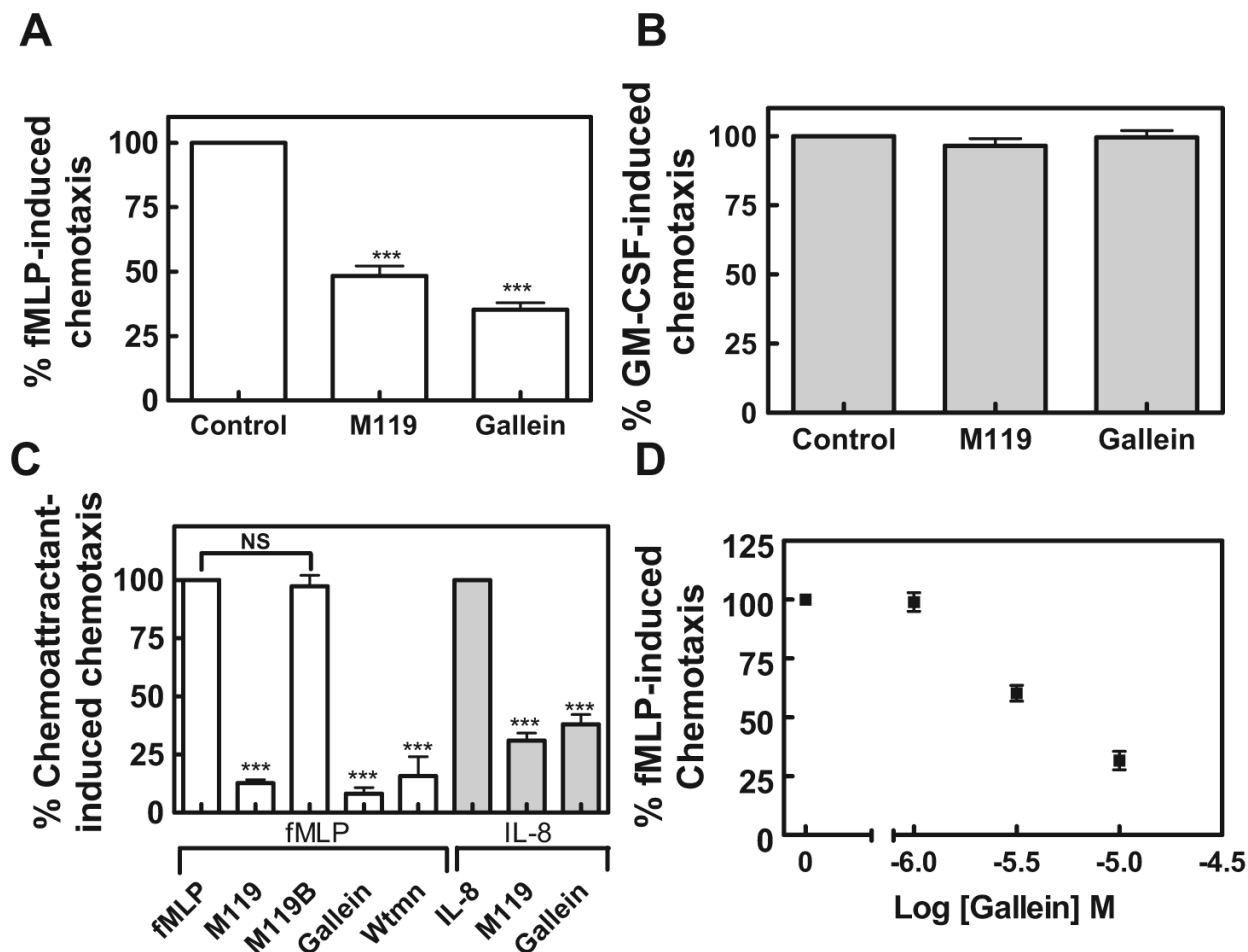 A
% fMLP-induced
chemotaxis
100
75
50
25
0
***
***
Control
M119
Gallein
B
% GM-CSF-induced
chemotaxis
100
75
50
25
0
Control
M119
Gallein
C
% Chemoattractant-
induced chemotaxis
100
75
50
25
0
NS
***
***
***
***
***
fMLP
IL-8
fMLP
M119
M119B
Gallein
Wtmn
IL-8
M119
Gallein
D
% fMLP-induced
Chemotaxis
125
100
75
50
25
0
0
-6.0
-5.5
-5.0
-4.5
Log [Gallein] M